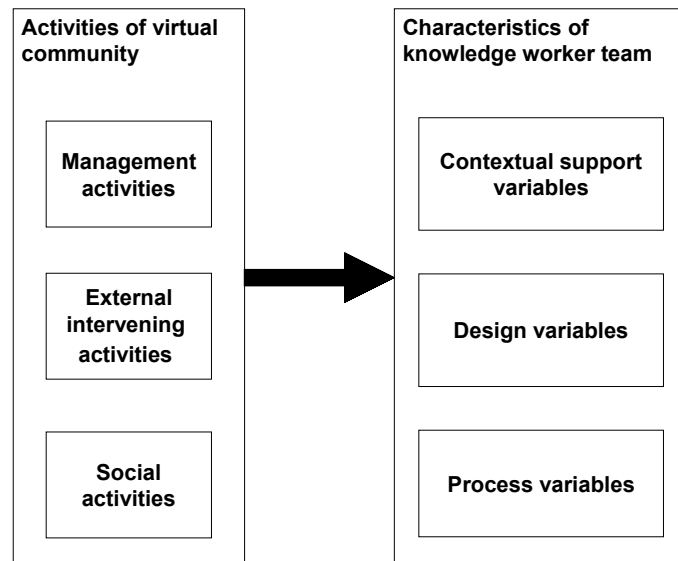 Activities of virtual
community
Management
activities
External
intervening
activities
Social
activities
Characteristics of
knowledge worker team
Contextual support
variables
Design variables
Process variables